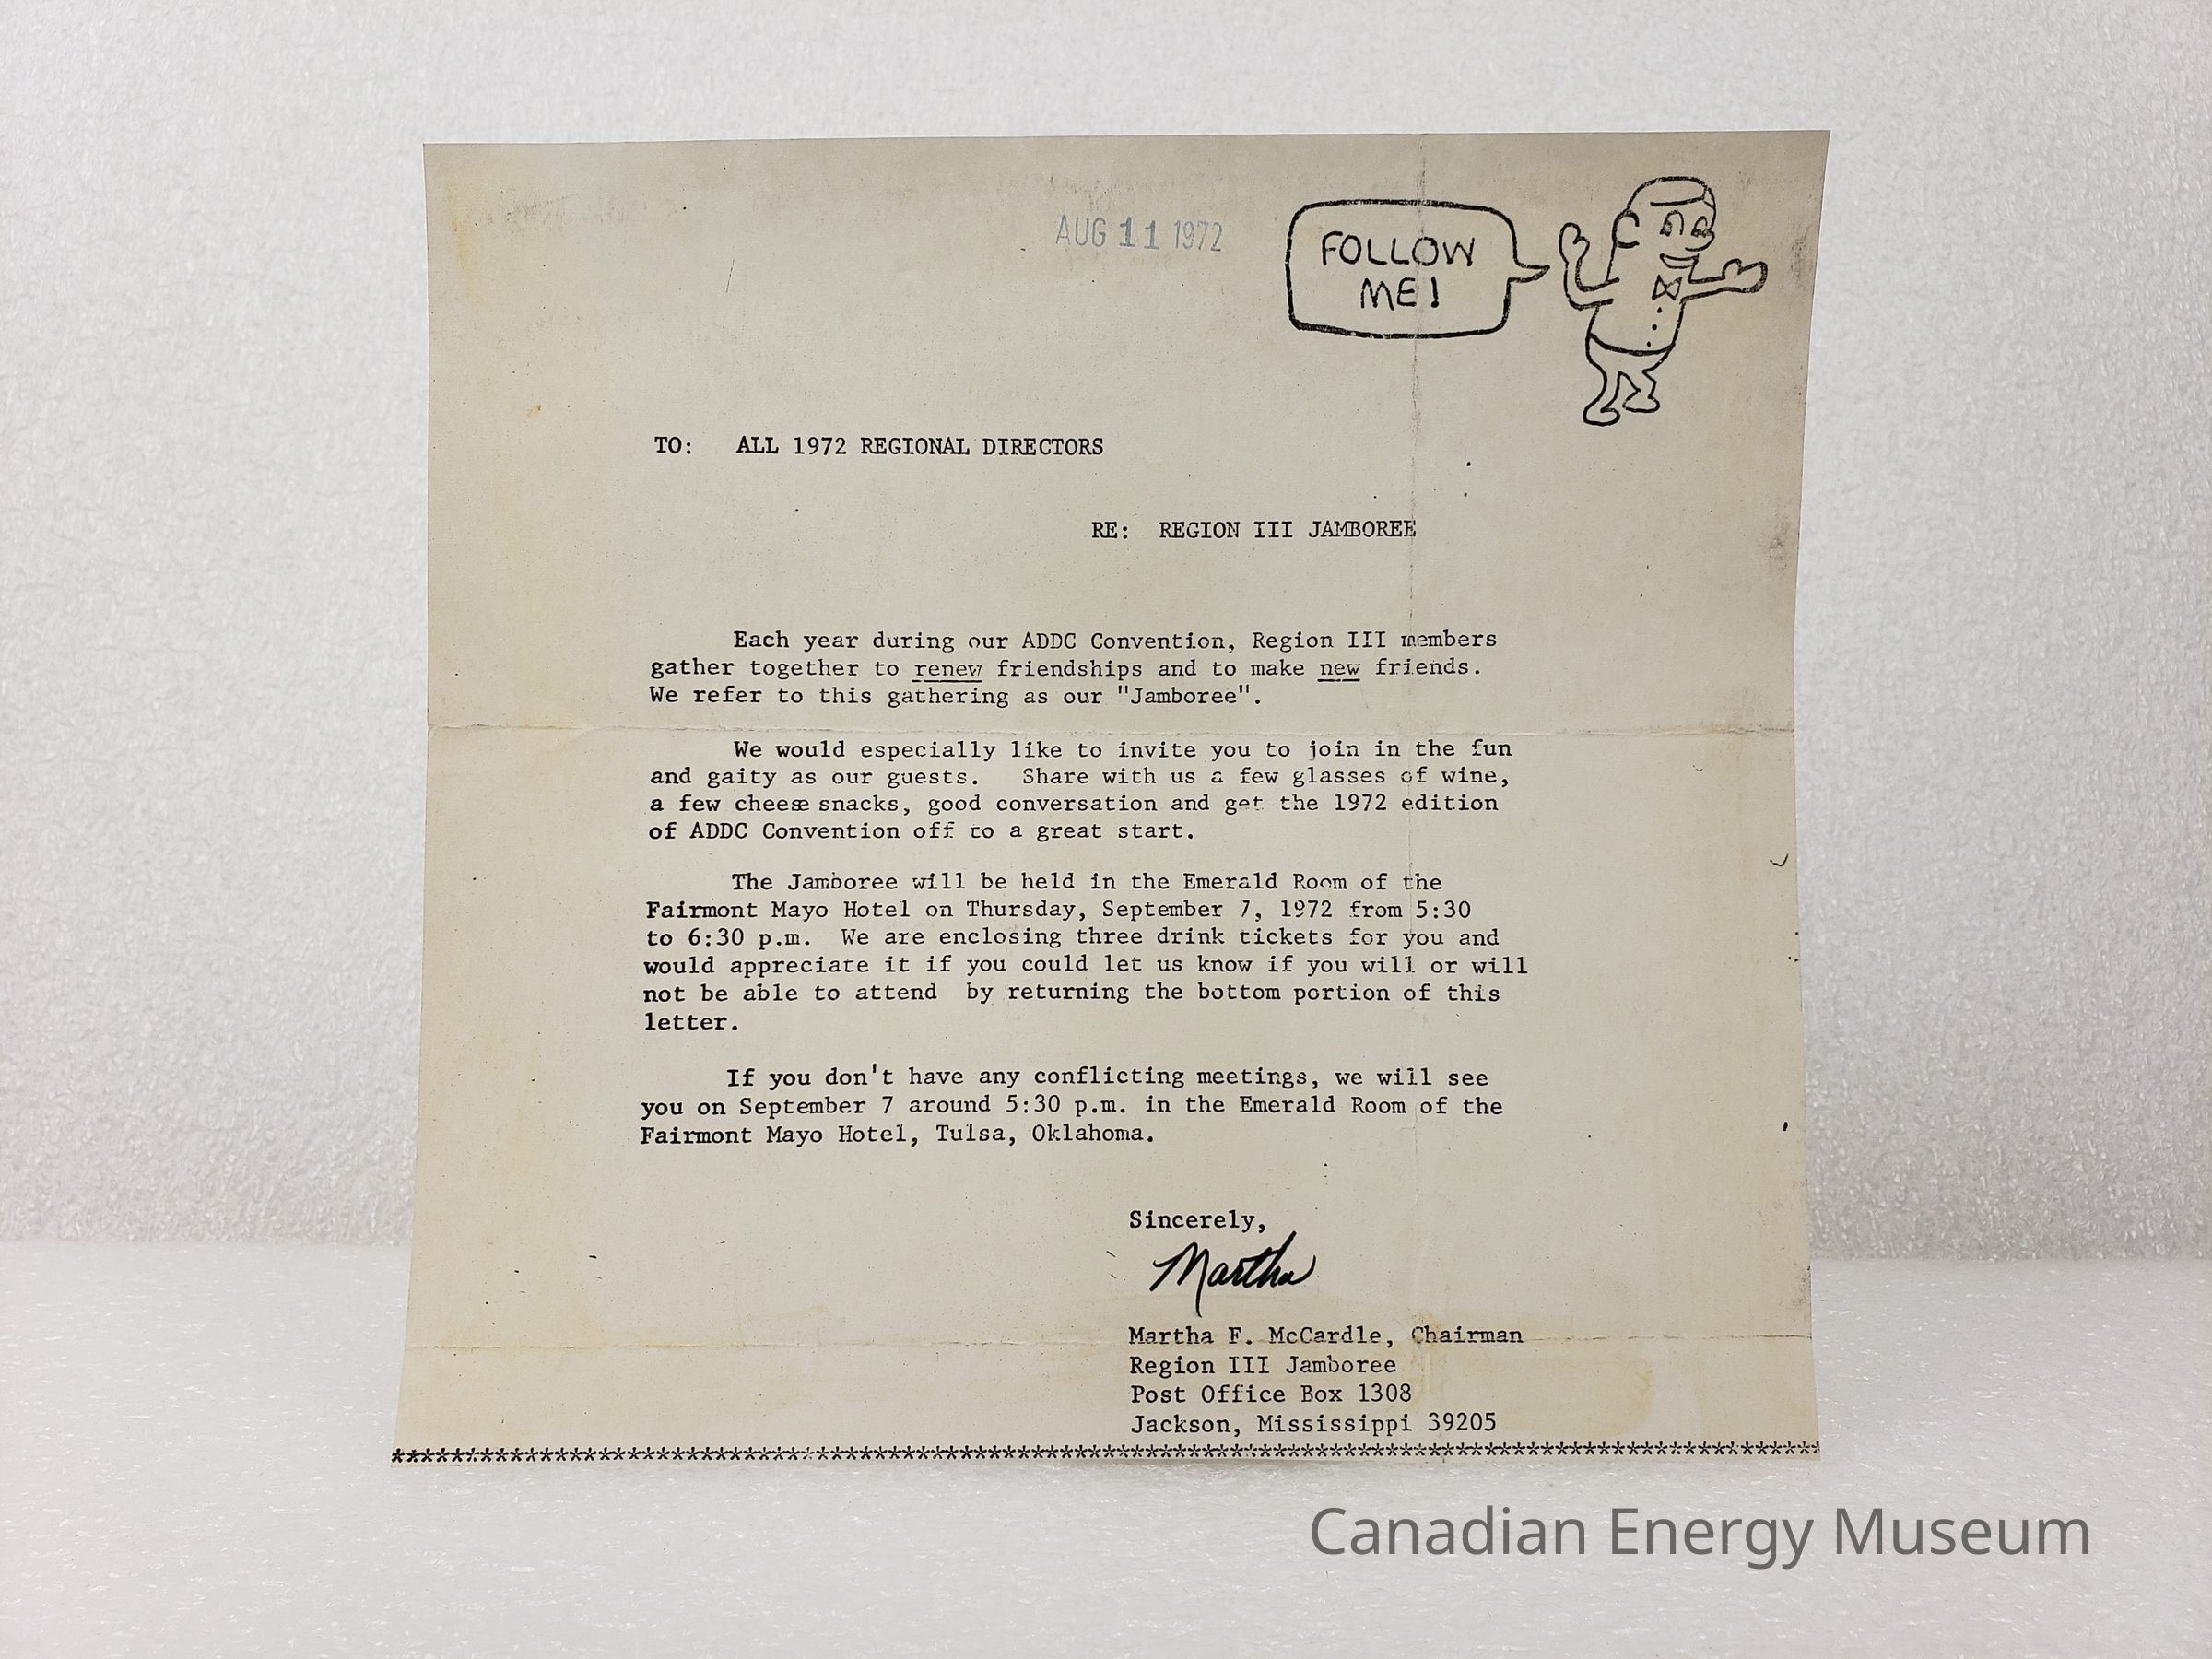 AUG 11 1972
FOLLOW
ME!
TO: ALL 1972 REGIONAL DIRECTORS
RE: REGION III JAMBOREE
Each year during our ADDC Convention, Region III members
gather together to renew friendships and to make new friends.
We refer to this gathering as our "Jamboree".
We would especially like to invite you to join in the fun
and gaity as our guests. Share with us a few glasses of wine,
a few cheese snacks, good conversation and get the 1972 edition
of ADDC Convention off to a great start.
The Jamboree will be held in the Emerald Room of the
Fairmont Mayo Hotel on Thursday, September 7, 1972 from 5:30
to 6:30 p.m. We are enclosing three drink tickets for you and
would appreciate it if you could let us know if you will or will
not be able to attend by returning the bottom portion of this
letter.
If you don't have any conflicting meetings, we will see
you on September 7 around 5:30 p.m. in the Emerald Room of the
Fairmont Mayo Hotel, Tulsa, Oklahoma.
Sincerely,
Martha
Martha F. McCardle, Chairman
Region III Jamboree
Post Office Box 1308
Jackson, Mississippi 39205
Canadian Energy Museum